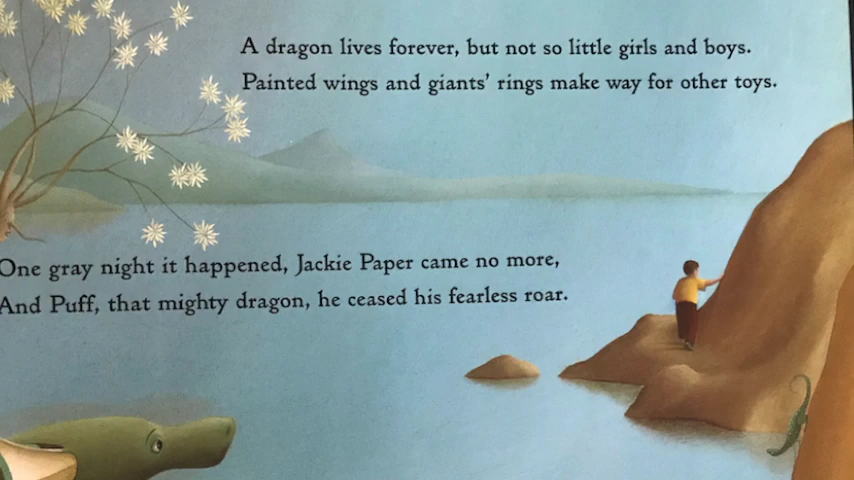 A dragon lives forever, but not so little girls and boys.
Painted wings and giants' rings make way for other toys.
One gray night it happened, Jackie Paper came no more,
And Puff, that mighty dragon, he ceased his fearless roar.